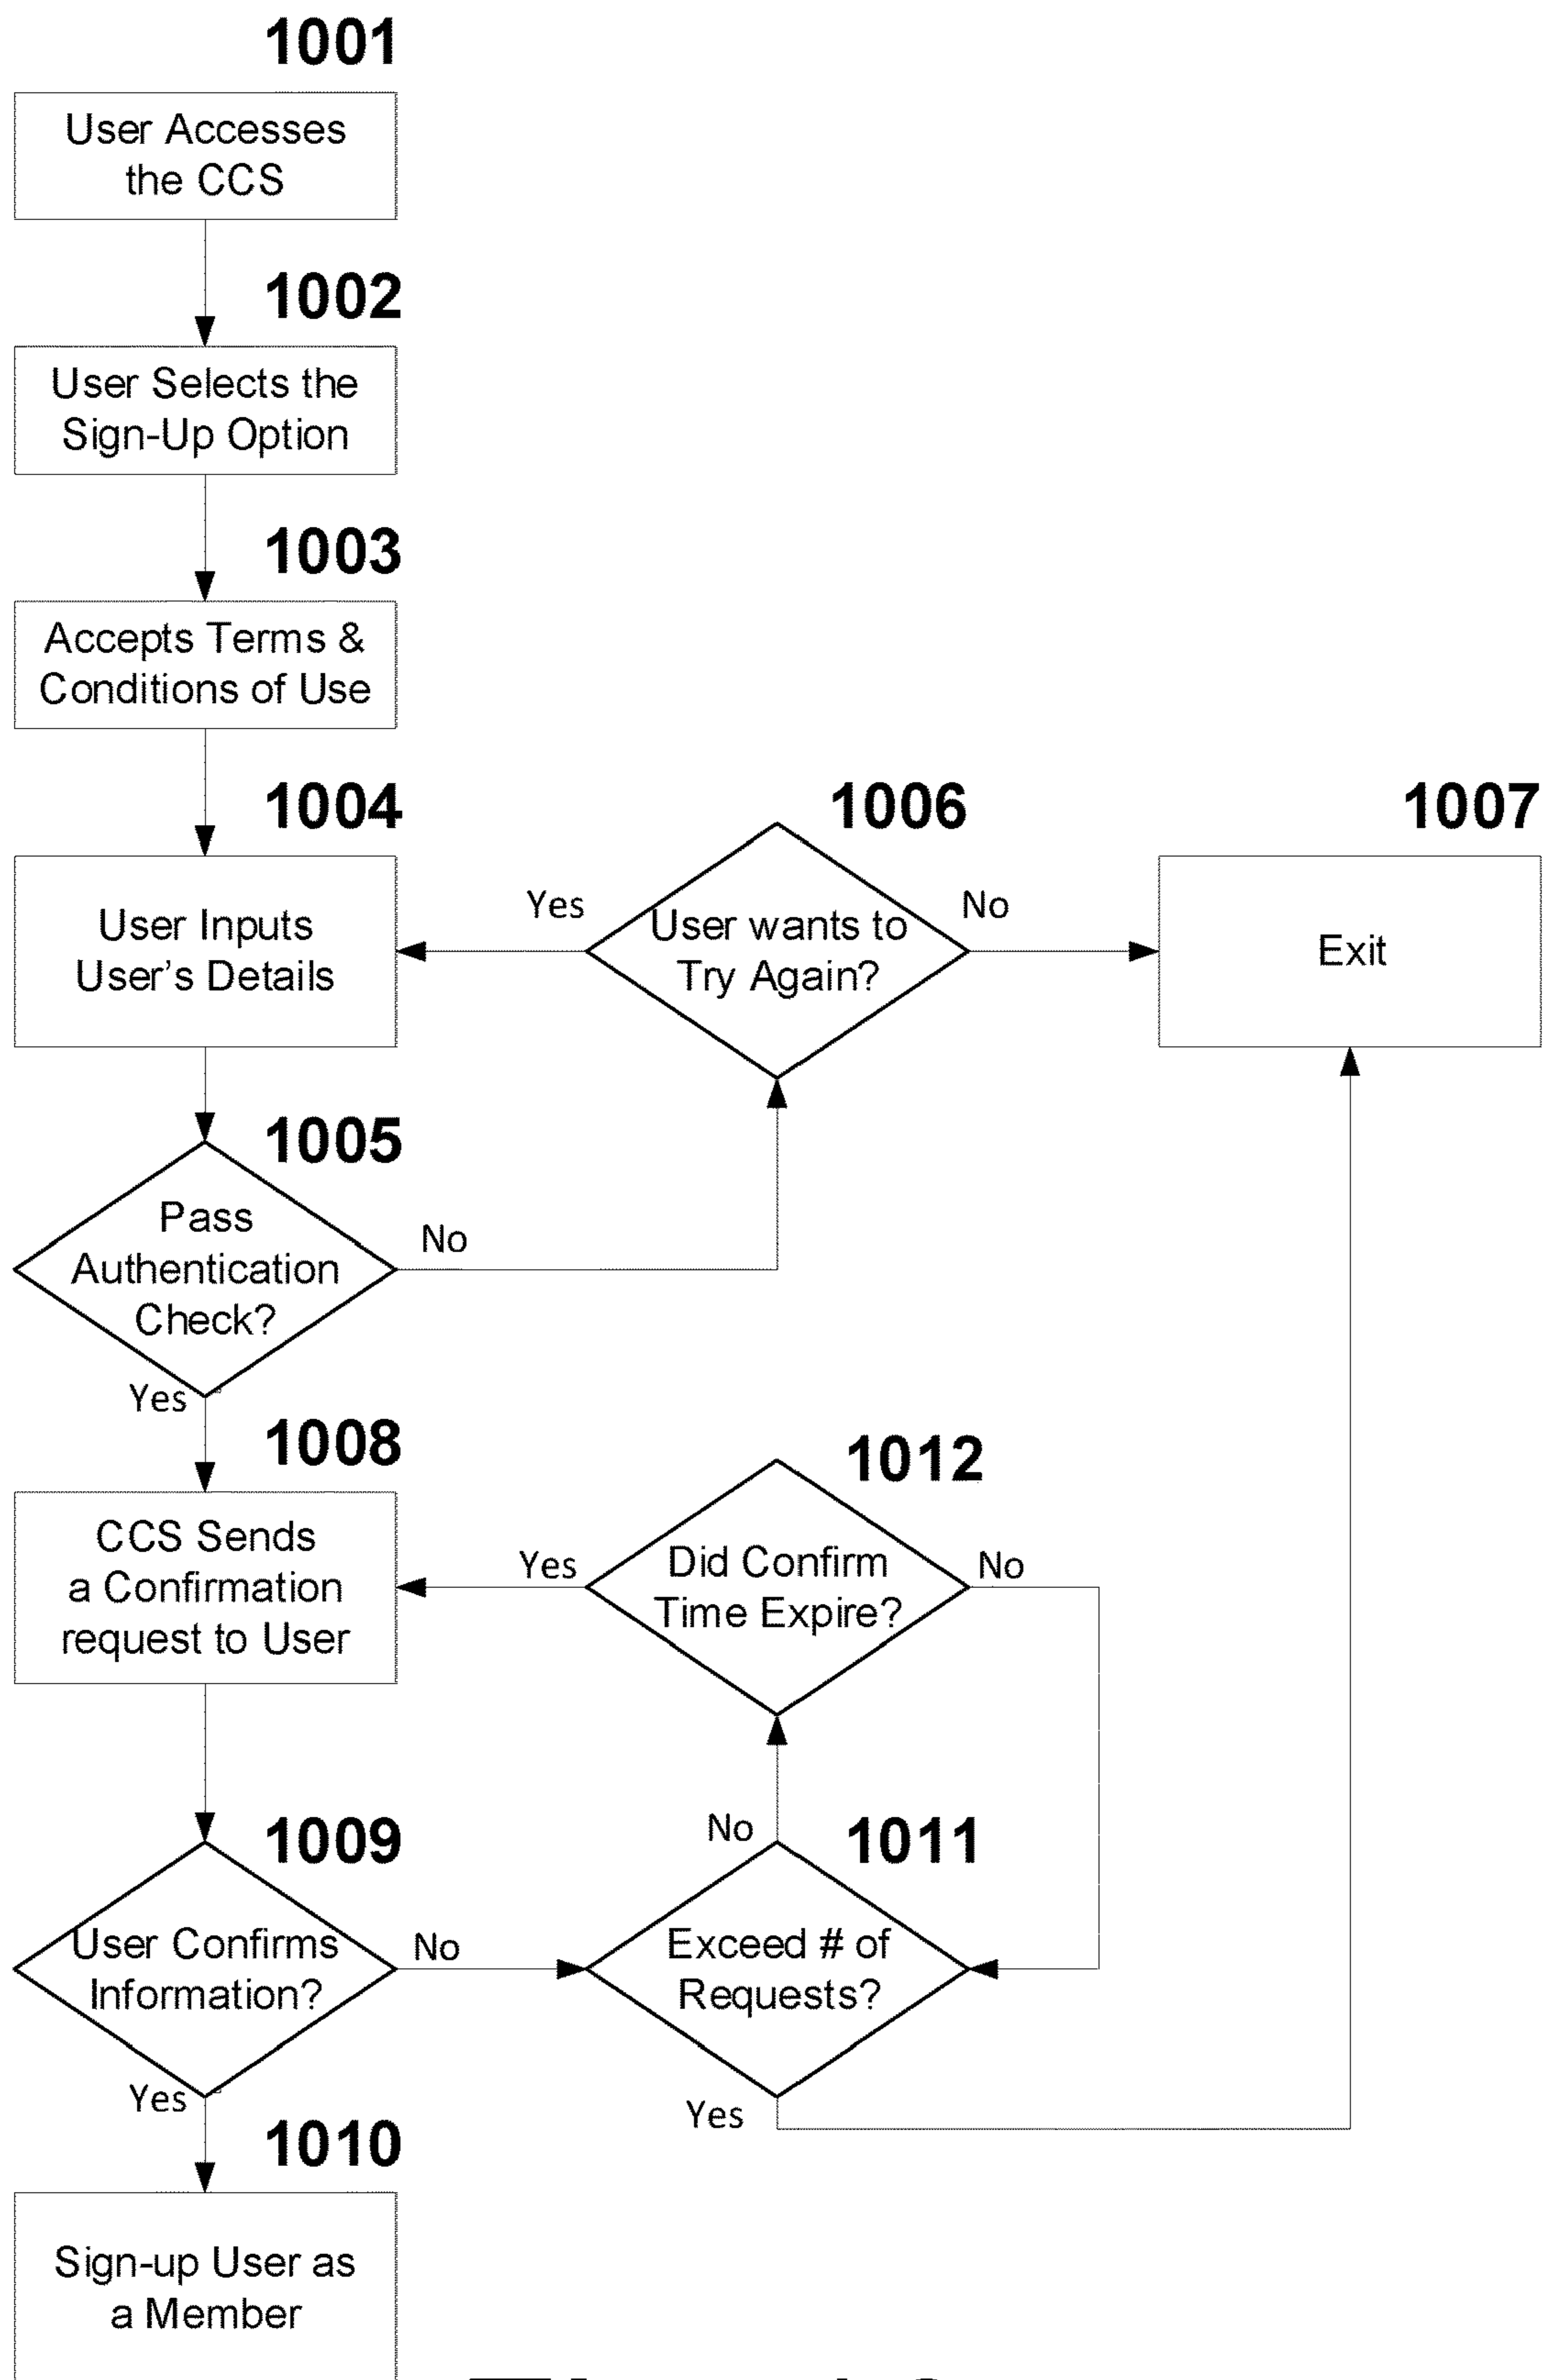 1001
User Accesses
the CCS
1002
User Selects the
Sign-Up Option
1003
Accepts Terms &
Conditions of Use
1004
User Inputs
User's Details
Yes
1006
User wants to
Try Again?
No
1007
Exit
1005
Pass
Authentication
Check?
No
Yes
1008
CCS Sends
a Confirmation
request to User
Yes
1012
Did Confirm
Time Expire?
No
1009
User Confirms
Information?
No
No
1011
Exceed # of
Requests?
Yes
Yes
1010
Sign-up User as
a Member